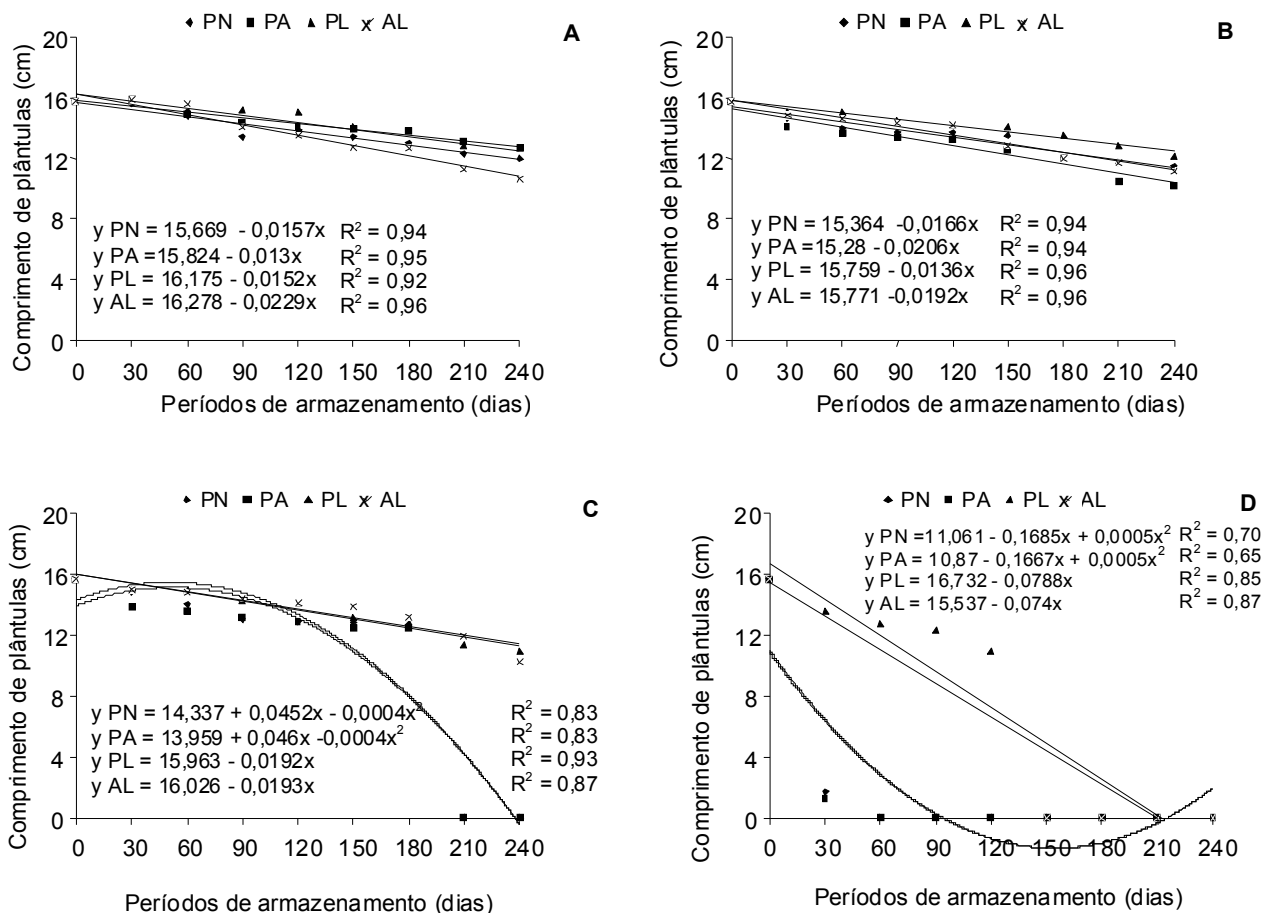 PN PA PL AL
A
Comprimento de plântulas (cm)
20
16
12
8
4
0
y PN = 15,669 - 0,0157x R² = 0,94
y PA =15,824 - 0,013x R² = 0,95
y PL = 16,175 - 0,0152x R² = 0,92
y AL = 16,278 - 0,0229x R² = 0,96
0 30 60 90 120 150 180 210 240
Períodos de armazenamento (dias)
PN PA PL AL
B
Comprimento de plântulas (cm)
20
16
12
8
4
0
y PN = 15,364 -0,0166x R² = 0,94
y PA = 15,28 - 0,0206x R² = 0,94
y PL = 15,759 -0,0136x R² = 0,96
y AL = 15,771 -0,0192x R² = 0,96
0 30 60 90 120 150 180 210 240
Períodos de armazenamento (dias)
PN PA PL AL
C
Comprimento de plântulas (cm)
20
16
12
8
4
0
y PN = 14,337 + 0,0452x - 0,0004x² R² = 0,83
y PA = 13,959 + 0,046x -0,0004x² R² = 0,83
y PL = 15,963 -0,0192x R² = 0,93
y AL = 16,026 -0,0193x R² = 0,87
0 30 60 90 120 150 180 210 240
Períodos de armazenamento (dias)
PN PA PL AL
D
Comprimento de plântulas (cm)
20
16
12
8
4
0
y PN =11,061 - 0,1685x + 0,0005x² R² = 0,70
y PA = 10,87 - 0,1667x + 0,0005x² R² = 0,65
y PL = 16,732 -0,0788x R² = 0,85
y AL = 15,537 -0,074x R² = 0,87
0 30 60 90 120 150 180 210 240
Períodos de armazenamento (dias)